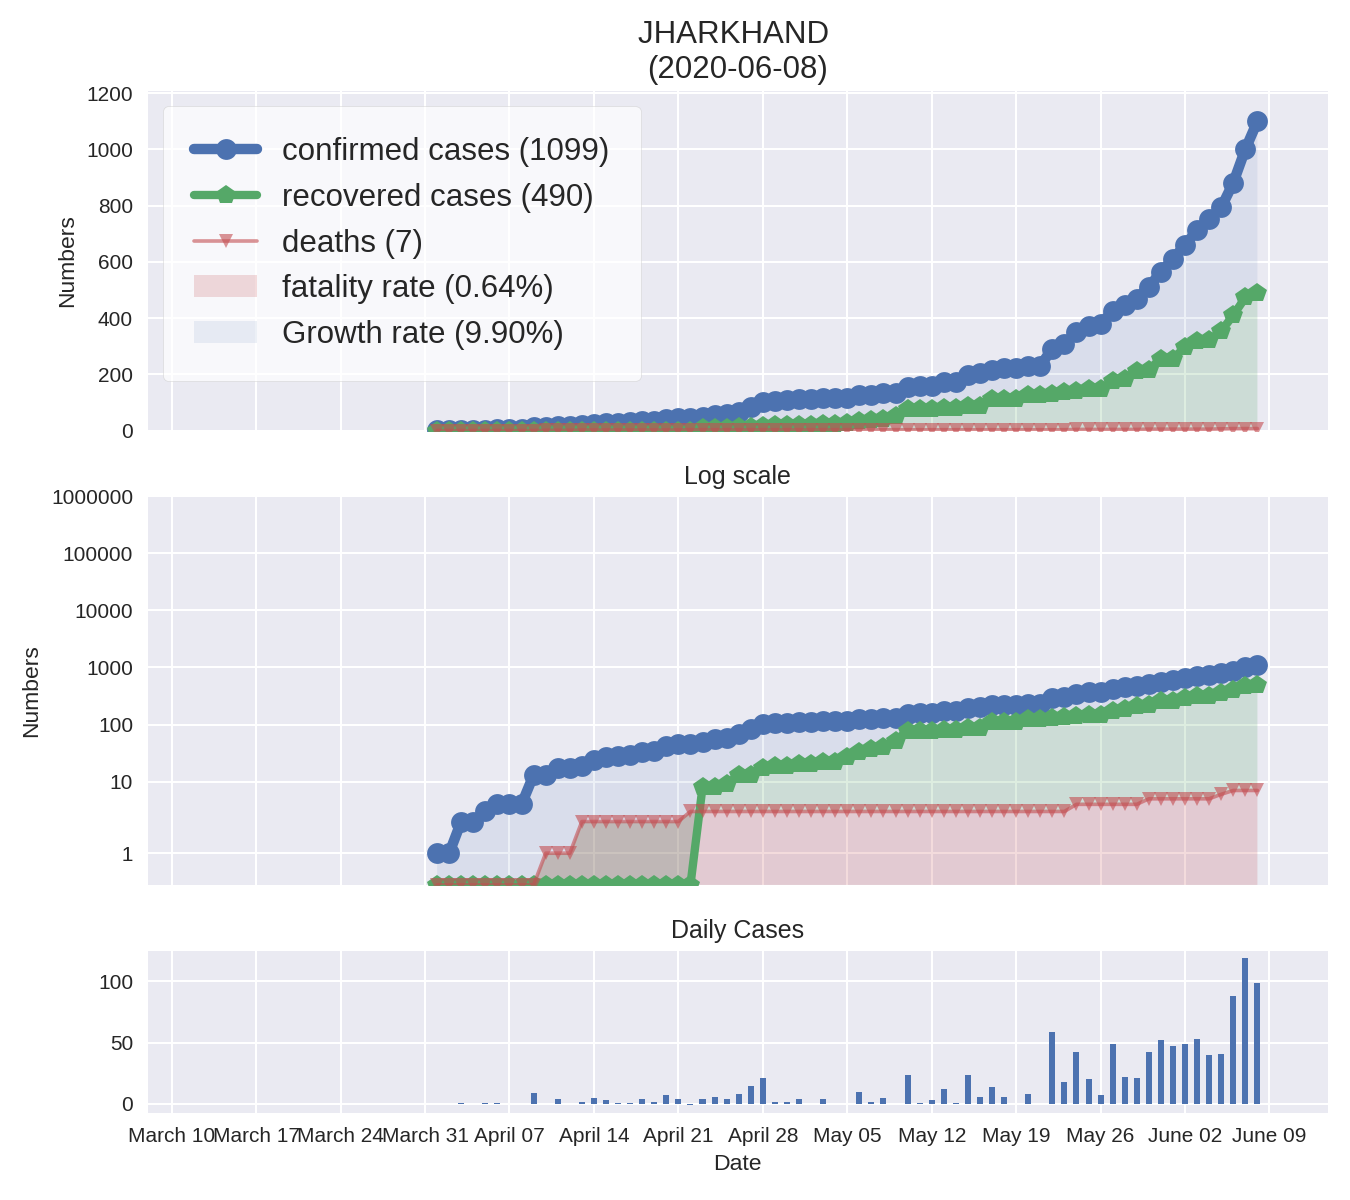 JHARKHAND
(2020-06-08)
1200
1000
800
600
400
200
0
Numbers
confirmed cases (1099)
recovered cases (490)
deaths (7)
fatality rate (0.64%)
Growth rate (9.90%)
Log scale
1000000
100000
10000
1000
100
10
1
Numbers
Daily Cases
100
50
0
March 10 March 17 March 24 March 31 April 07 April 14 April 21 April 28 May 05 May 12 May 19 May 26 June 02 June 09
Date